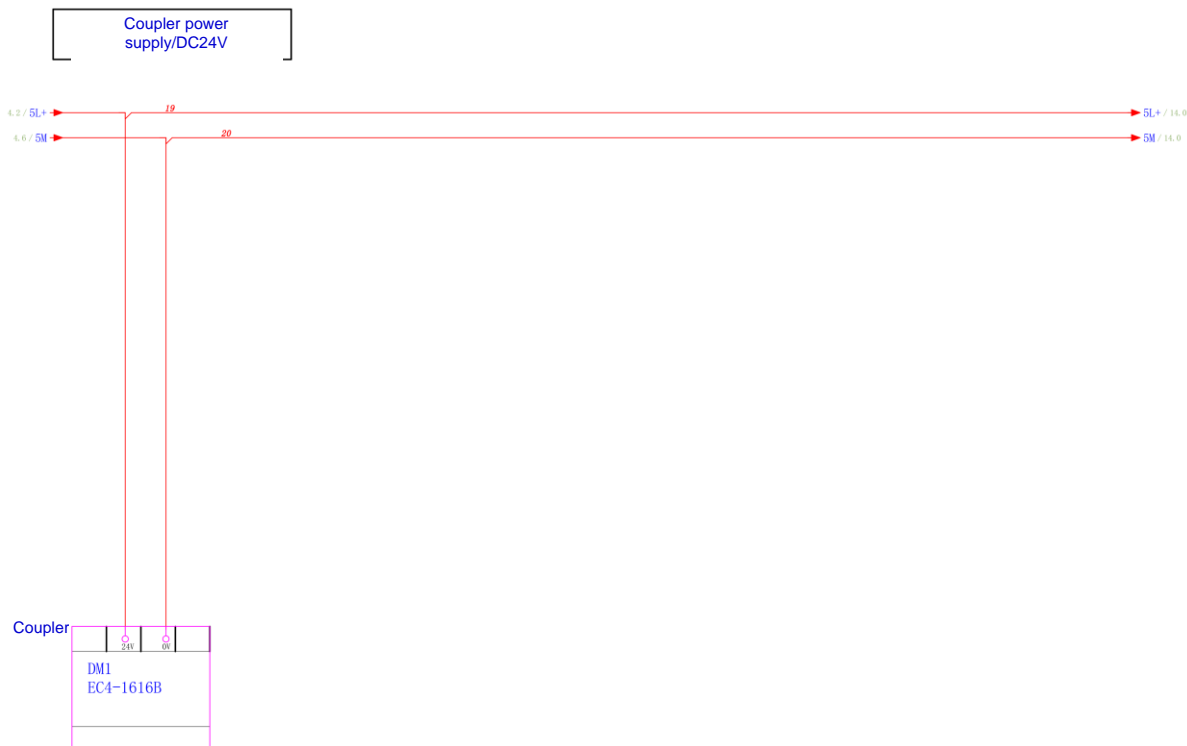 Coupler power
supply/DC24V
4.2 / 5L+
19
5L+ / 14.0
4.6 / 5M
20
5M / 14.0
Coupler
24V
0V
DM1
EC4-1616B